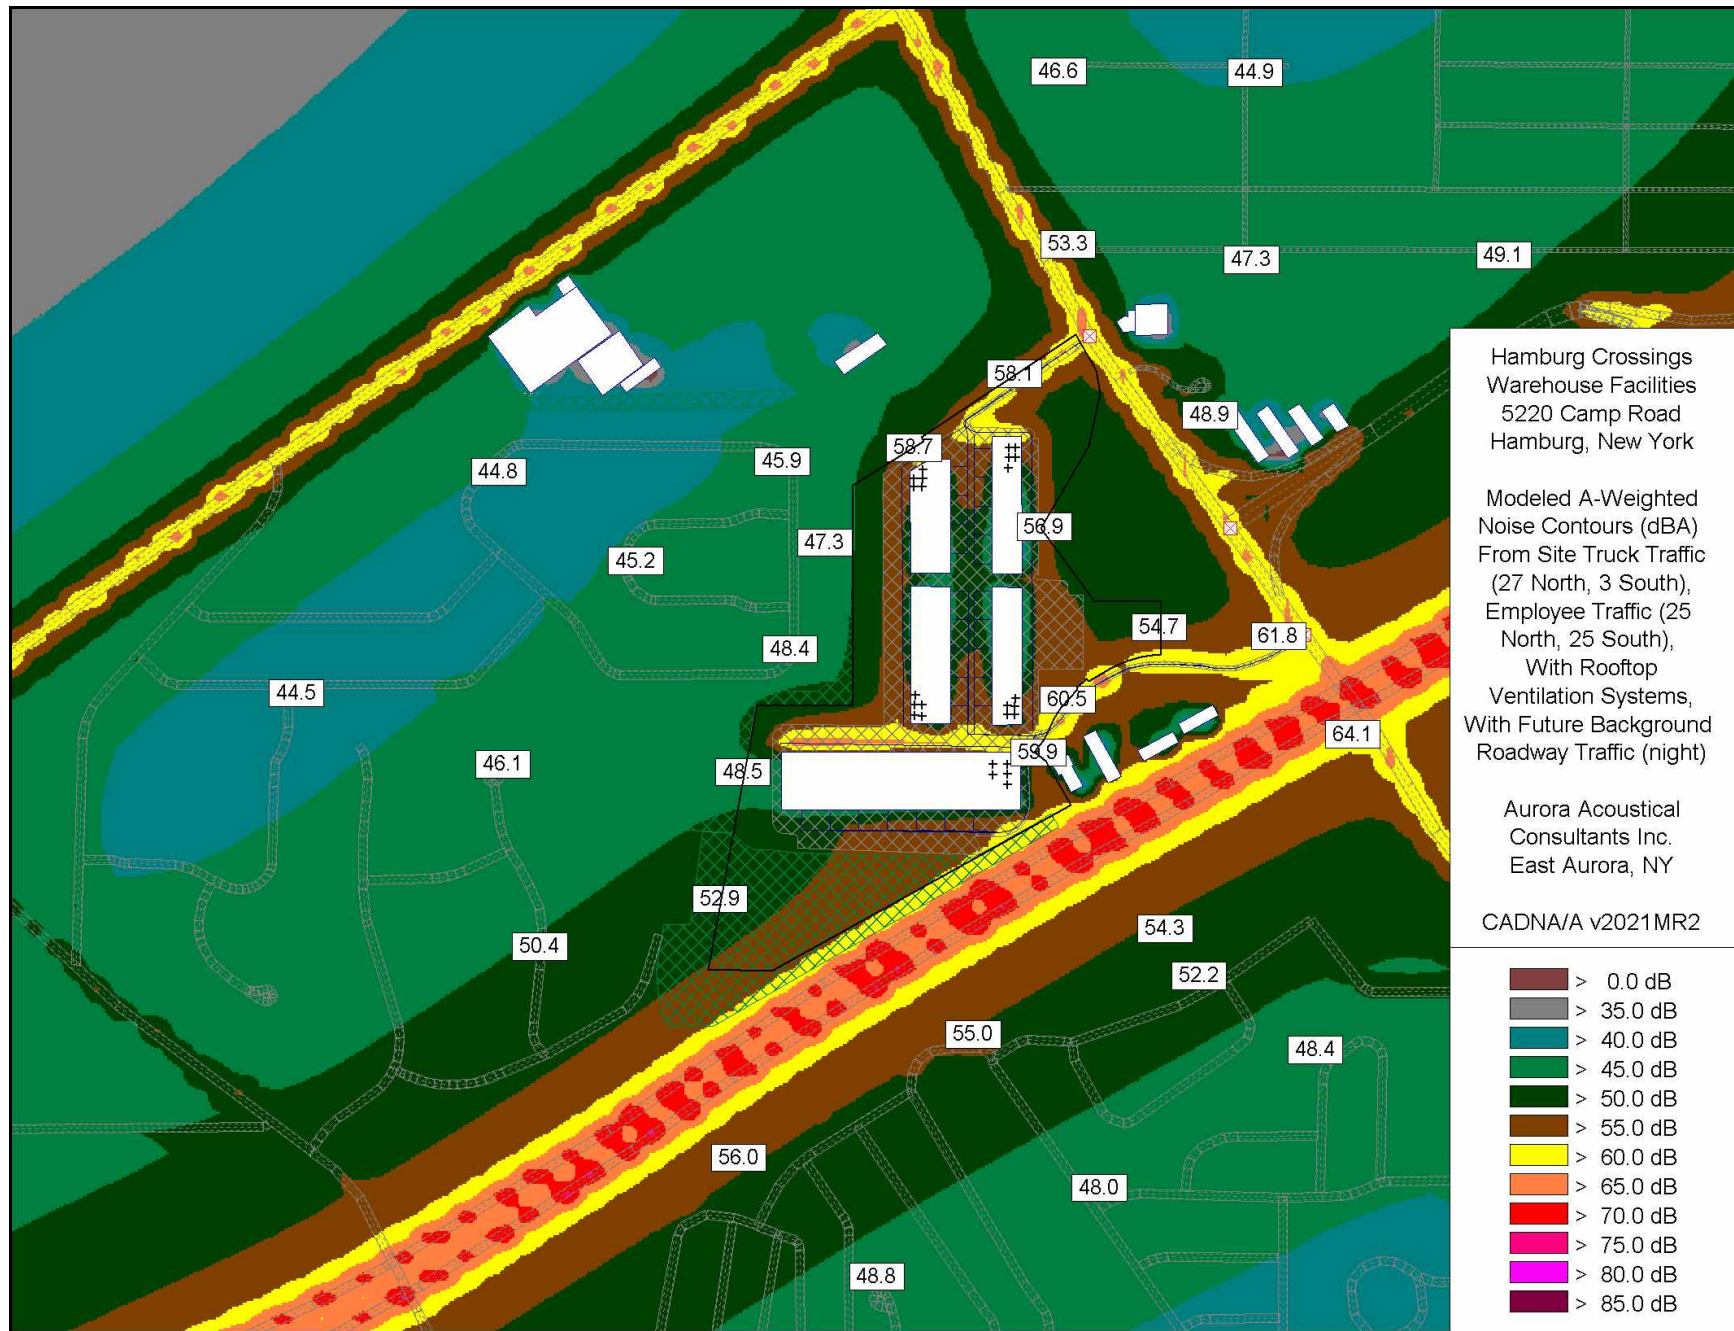 46.6
44.9
53.3
47.3
49.1
58.1
48.9
58.7
44.8
45.9
47.3
56.9
45.2
54.7
61.8
48.4
44.5
60.5
64.1
59.9
46.1
48.5
52.9
54.3
50.4
52.2
55.0
48.4
56.0
48.0
48.8
Hamburg Crossings
Warehouse Facilities
5220 Camp Road
Hamburg, New York
Modeled A-Weighted
Noise Contours (dBA)
From Site Truck Traffic
(27 North, 3 South),
Employee Traffic (25
North, 25 South),
With Rooftop
Ventilation Systems,
With Future Background
Roadway Traffic (night)
Aurora Acoustical
Consultants Inc.
East Aurora, NY
CADNA/A v2021MR2
> 0.0 dB
> 35.0 dB
> 40.0 dB
> 45.0 dB
> 50.0 dB
> 55.0 dB
> 60.0 dB
> 65.0 dB
> 70.0 dB
> 75.0 dB
> 80.0 dB
> 85.0 dB